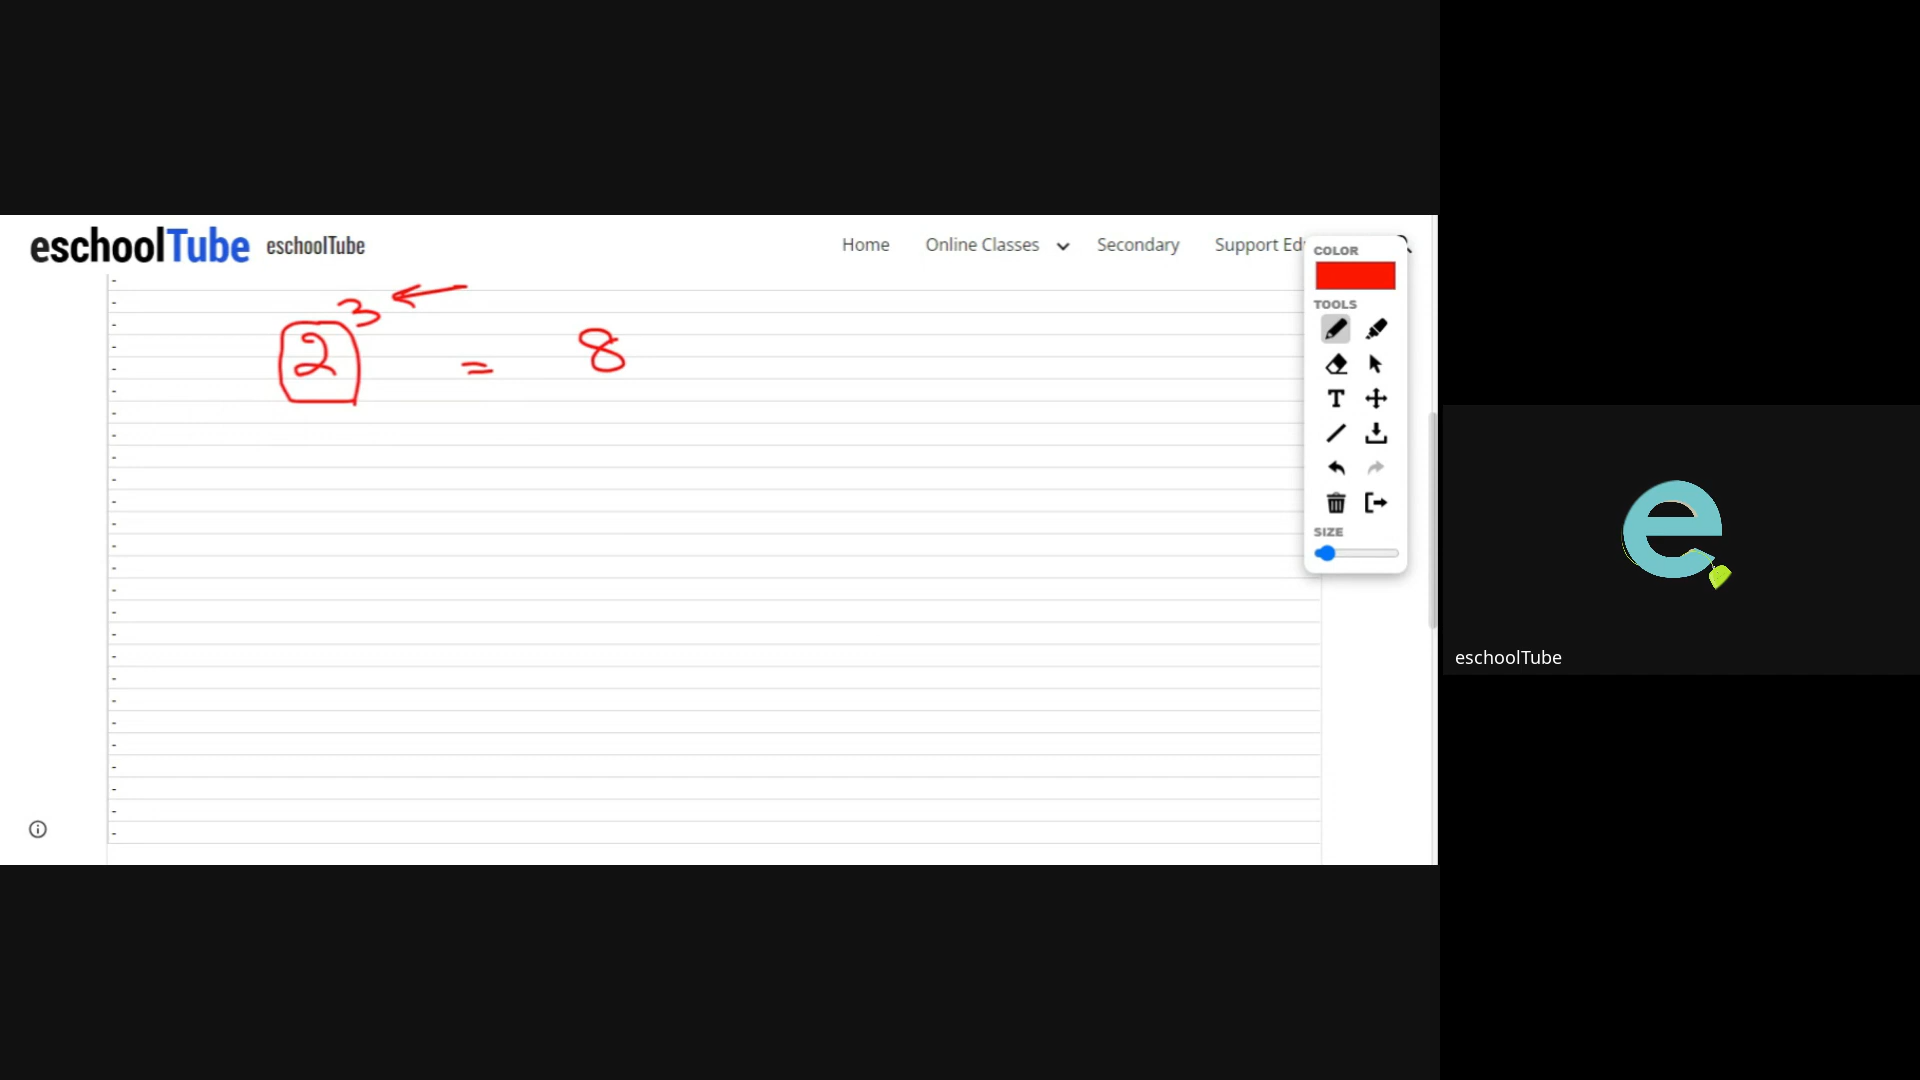 eschoolTube eschoolTube Home Online Classes Secondary Support Ed
COLOR
TOOLS
2³ = 8
SIZE
eschoolTube